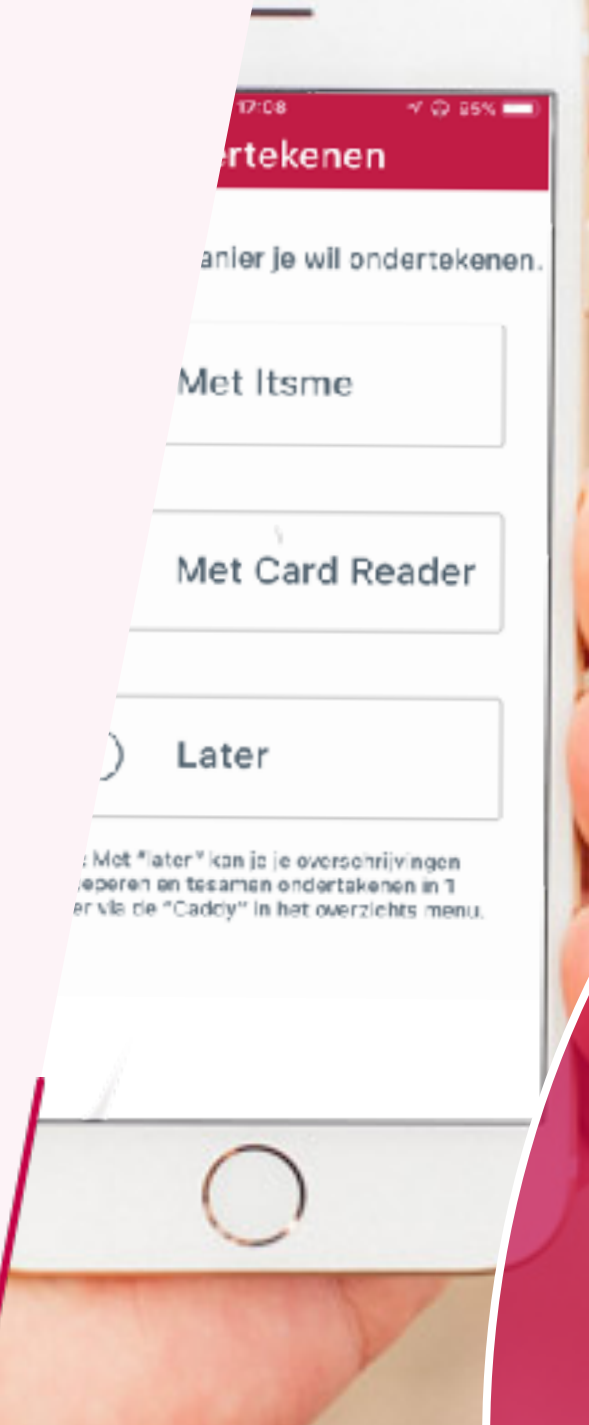 17:08 85%
ertekenen
anier je wil ondertekenen.
Met Itsme
Met Card Reader
Later
: Met "later" kan je je overschrijvingen
eperen en tesamen ondertekenen in 1
er via de "Caddy" in het overzichts menu.